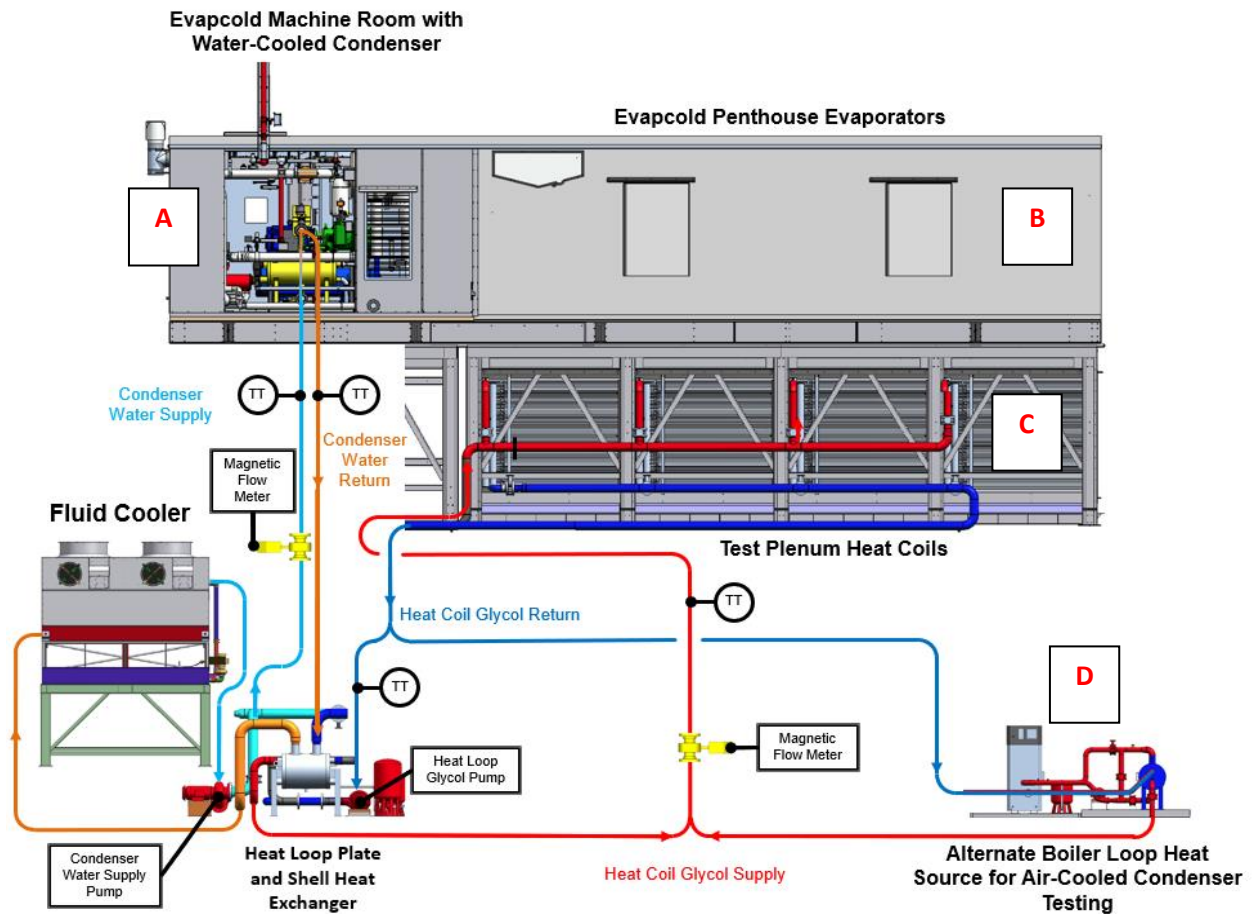 Evapcold Machine Room with
Water-Cooled Condenser
Evapcold Penthouse Evaporators
A
B
C
TT
TT
Condenser
Water Supply
Condenser
Water
Return
Magnetic
Flow
Meter
Fluid Cooler
Test Plenum Heat Coils
TT
Heat Coil Glycol Return
TT
D
Heat Loop
Glycol Pump
Magnetic
Flow Meter
Condenser
Water Supply
Pump
Heat Loop Plate
and Shell Heat
Exchanger
Heat Coil Glycol Supply
Alternate Boiler Loop Heat
Source for Air-Cooled Condenser
Testing